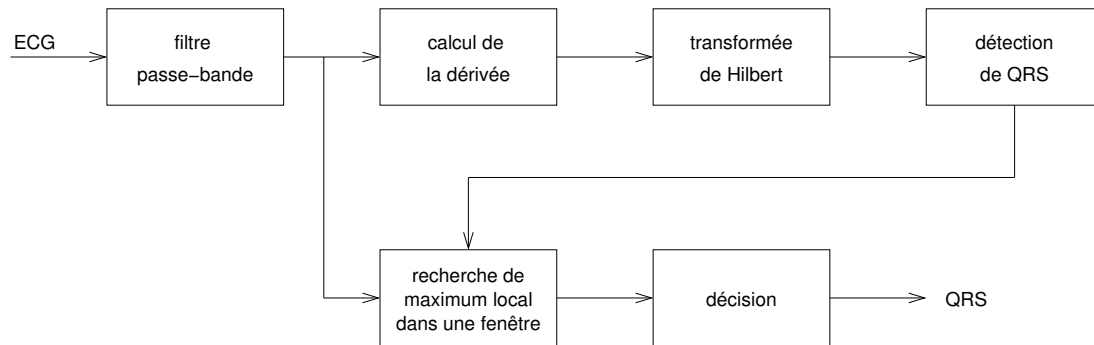 ECG
filtre
passe−bande
calcul de
la dérivée
transformée
de Hilbert
détection
de QRS
recherche de
maximum local
dans une fenêtre
décision
QRS